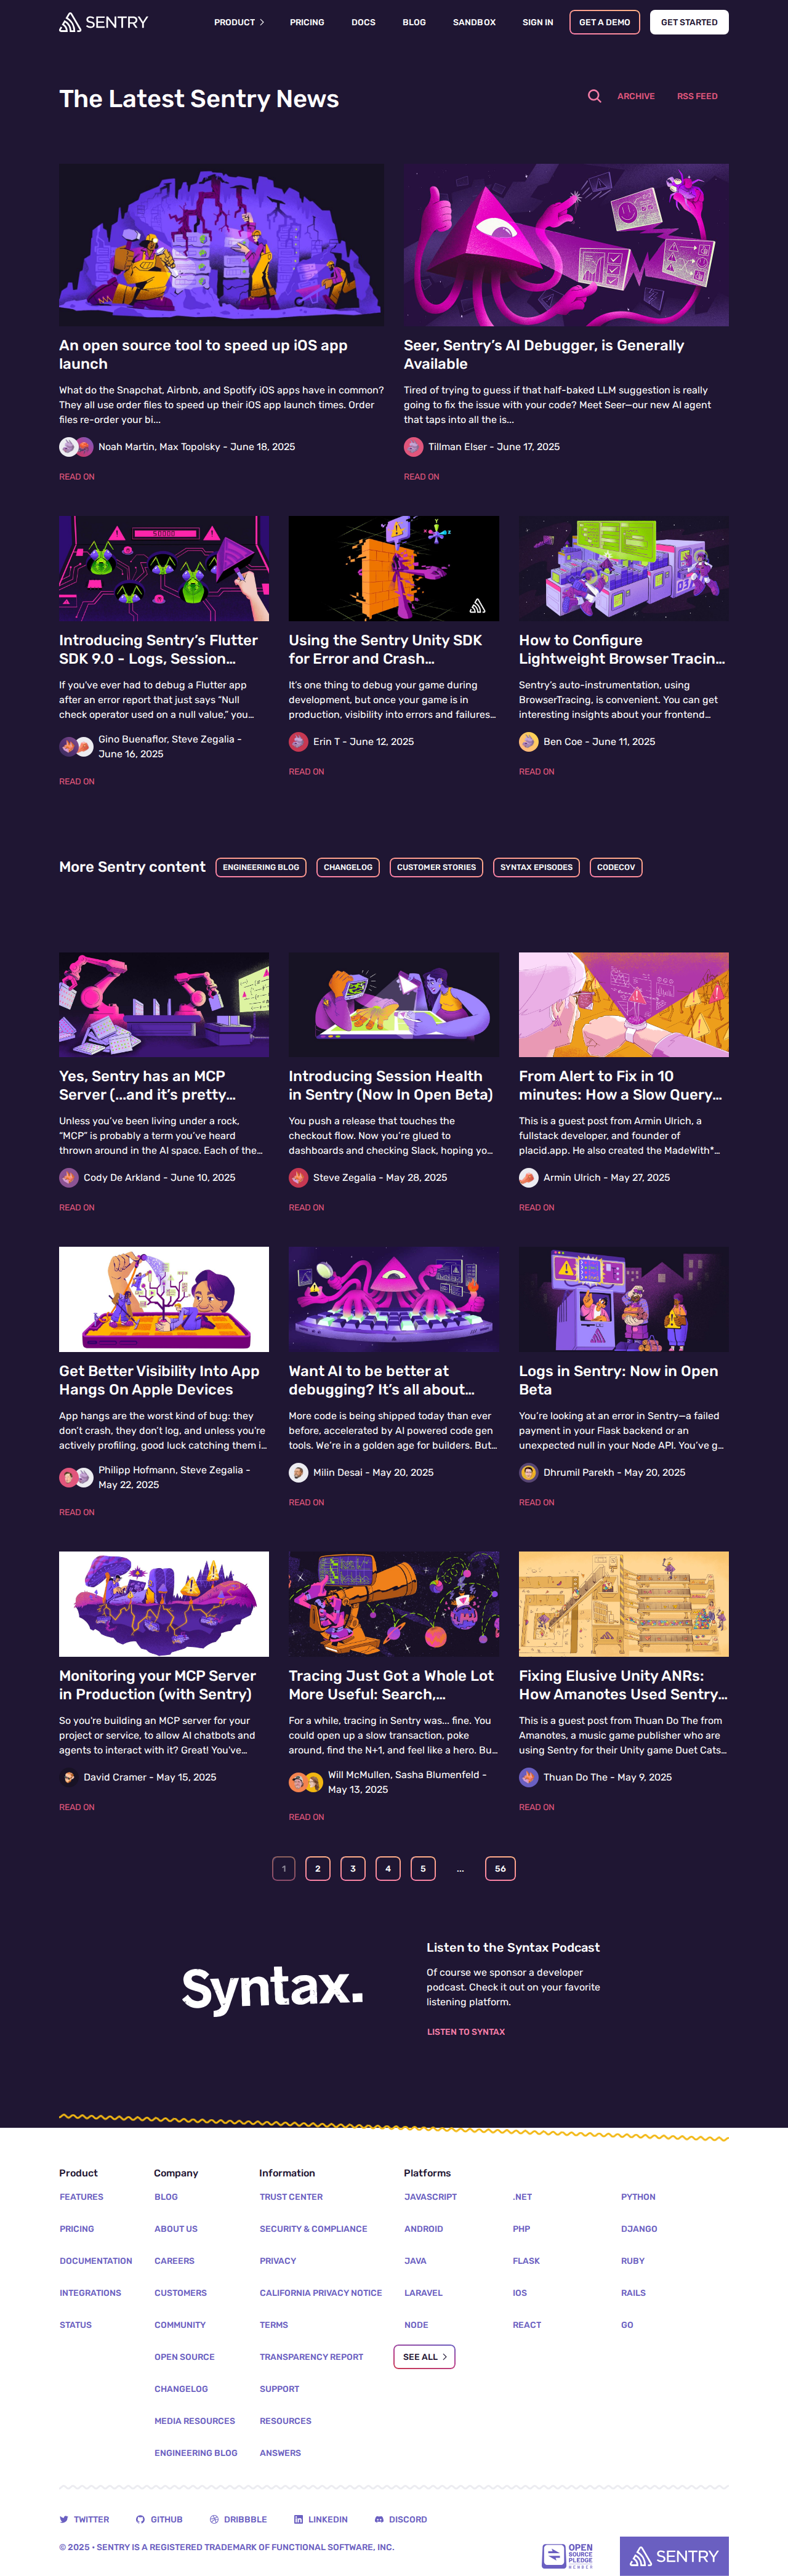 SENTRY
PRODUCT
PRICING
DOCS
BLOG
SANDBOX
SIGN IN
GET A DEMO
GET STARTED
The Latest Sentry News
ARCHIVE
RSS FEED
An open source tool to speed up iOS app
launch
What do the Snapchat, Airbnb, and Spotify iOS apps have in common?
They all use order files to speed up their iOS app launch times. Order
files re-order your bi...
Noah Martin, Max Topolsky - June 18, 2025
READ ON
Seer, Sentry's AI Debugger, is Generally
Available
Tired of trying to guess if that half-baked LLM suggestion is really
going to fix the issue with your code? Meet Seer—our new AI agent
that taps into all the is...
Tillman Elser - June 17, 2025
READ ON
Introducing Sentry's Flutter
SDK 9.0 - Logs, Session...
If you've ever had to debug a Flutter app
after an error report that just says "Null
check operator used on a null value," you...
Gino Buenaflor, Steve Zegalia -
June 16, 2025
READ ON
Using the Sentry Unity SDK
for Error and Crash...
It's one thing to debug your game during
development, but once your game is in
production, visibility into errors and failures...
Erin T - June 12, 2025
READ ON
How to Configure
Lightweight Browser Tracin...
Sentry's auto-instrumentation, using
BrowserTracing, is convenient. You can get
interesting insights about your frontend...
Ben Coe - June 11, 2025
READ ON
More Sentry content
ENGINEERING BLOG
CHANGELOG
CUSTOMER STORIES
SYNTAX EPISODES
CODECOV
Yes, Sentry has an MCP
Server (...and it's pretty...
Unless you've been living under a rock,
"MCP" is probably a term you've heard
thrown around in the AI space. Each of the...
Cody De Arkland - June 10, 2025
READ ON
Introducing Session Health
in Sentry (Now In Open Beta)
You push a release that touches the
checkout flow. Now you're glued to
dashboards and checking Slack, hoping yo...
Steve Zegalia - May 28, 2025
READ ON
From Alert to Fix in 10
minutes: How a Slow Query...
This is a guest post from Armin Ulrich, a
fullstack developer, and founder of
placid.app. He also created the MadeWith*...
Armin Ulrich - May 27, 2025
READ ON
Get Better Visibility Into App
Hangs On Apple Devices
App hangs are the worst kind of bug: they
don't crash, they don't log, and unless you're
actively profiling, good luck catching them i...
Philipp Hofmann, Steve Zegalia -
May 22, 2025
READ ON
Want AI to be better at
debugging? It's all about...
More code is being shipped today than ever
before, accelerated by AI powered code gen
tools. We're in a golden age for builders. But...
Milin Desai - May 20, 2025
READ ON
Logs in Sentry: Now in Open
Beta
You're looking at an error in Sentry—a failed
payment in your Flask backend or an
unexpected null in your Node API. You've g...
Dhrumil Parekh - May 20, 2025
READ ON
Monitoring your MCP Server
in Production (with Sentry)
So you're building an MCP server for your
project or service, to allow AI chatbots and
agents to interact with it? Great! You've...
David Cramer - May 15, 2025
READ ON
Tracing Just Got a Whole Lot
More Useful: Search,...
For a while, tracing in Sentry was... fine. You
could open up a slow transaction, poke
around, find the N+1, and feel like a hero. Bu...
Will McMullen, Sasha Blumenfeld -
May 13, 2025
READ ON
Fixing Elusive Unity ANRs:
How Amanotes Used Sentry...
This is a guest post from Thuan Do The from
Amanotes, a music game publisher who are
using Sentry for their Unity game Duet Cats...
Thuan Do The - May 9, 2025
READ ON
1 2 3 4 5 ... 56
Syntax.
Listen to the Syntax Podcast
Of course we sponsor a developer
podcast. Check it out on your favorite
listening platform.
LISTEN TO SYNTAX
Product
FEATURES
PRICING
DOCUMENTATION
INTEGRATIONS
STATUS
Company
BLOG
ABOUT US
CAREERS
CUSTOMERS
COMMUNITY
OPEN SOURCE
CHANGELOG
MEDIA RESOURCES
ENGINEERING BLOG
Information
TRUST CENTER
SECURITY & COMPLIANCE
PRIVACY
CALIFORNIA PRIVACY NOTICE
TERMS
TRANSPARENCY REPORT
SUPPORT
RESOURCES
ANSWERS
Platforms
JAVASCRIPT
ANDROID
JAVA
LARAVEL
NODE
SEE ALL
.NET
PHP
FLASK
IOS
REACT
PYTHON
DJANGO
RUBY
RAILS
GO
TWITTER
GITHUB
DRIBBBLE
LINKEDIN
DISCORD
© 2025 • SENTRY IS A REGISTERED TRADEMARK OF FUNCTIONAL SOFTWARE, INC.
OPEN
SOURCE
PLEDGE
MEMBER
SENTRY